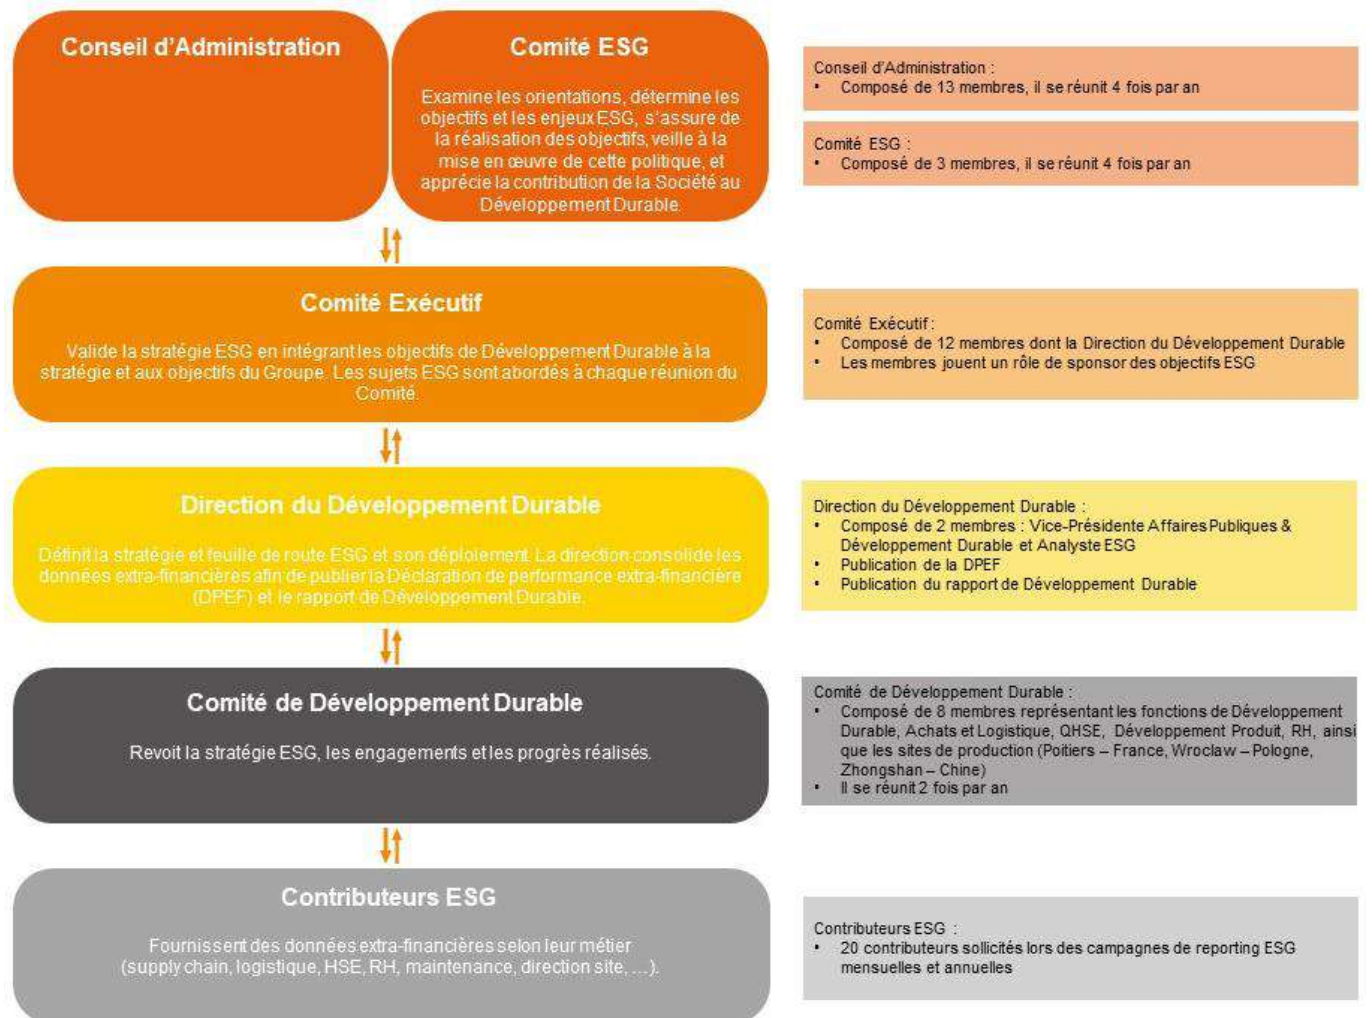 Conseil d'Administration
Comité ESG
Examine les orientations, détermine les
objectifs et les enjeux ESG, s'assure de
la réalisation des objectifs, veille à la
mise en œuvre de cette politique, et
apprécie la contribution de la Société au
Développement Durable.
Conseil d'Administration :
• Composé de 13 membres, il se réunit 4 fois par an
Comité ESG :
• Composé de 3 membres, il se réunit 4 fois par an
Comité Exécutif
Valide la stratégie ESG en intégrant les objectifs de Développement Durable à la
stratégie et aux objectifs du Groupe. Les sujets ESG sont abordés à chaque réunion du
Comité.
Comité Exécutif :
• Composé de 12 membres dont la Direction du Développement Durable
• Les membres jouent un rôle de sponsor des objectifs ESG
Direction du Développement Durable
Définit la stratégie et feuille de route ESG et son déploiement. La direction consolide les
données extra-financières afin de publier la Déclaration de performance extra-financière
(DPEF) et le rapport de Développement Durable.
Direction du Développement Durable :
• Composé de 2 membres : Vice-Présidente Affaires Publiques &
Développement Durable et Analyste ESG
• Publication de la DPEF
• Publication du rapport de Développement Durable
Comité de Développement Durable
Revoit la stratégie ESG, les engagements et les progrès réalisés.
Comité de Développement Durable :
• Composé de 8 membres représentant les fonctions de Développement
Durable, Achats et Logistique, QHSE, Développement Produit, RH, ainsi
que les sites de production (Poitiers – France, Wroclaw – Pologne,
Zhongshan – Chine)
• Il se réunit 2 fois par an
Contributeurs ESG
Fournissent des données extra-financières selon leur métier
(supply chain, logistique, HSE, RH, maintenance, direction site, …).
Contributeurs ESG :
• 20 contributeurs sollicités lors des campagnes de reporting ESG
mensuelles et annuelles